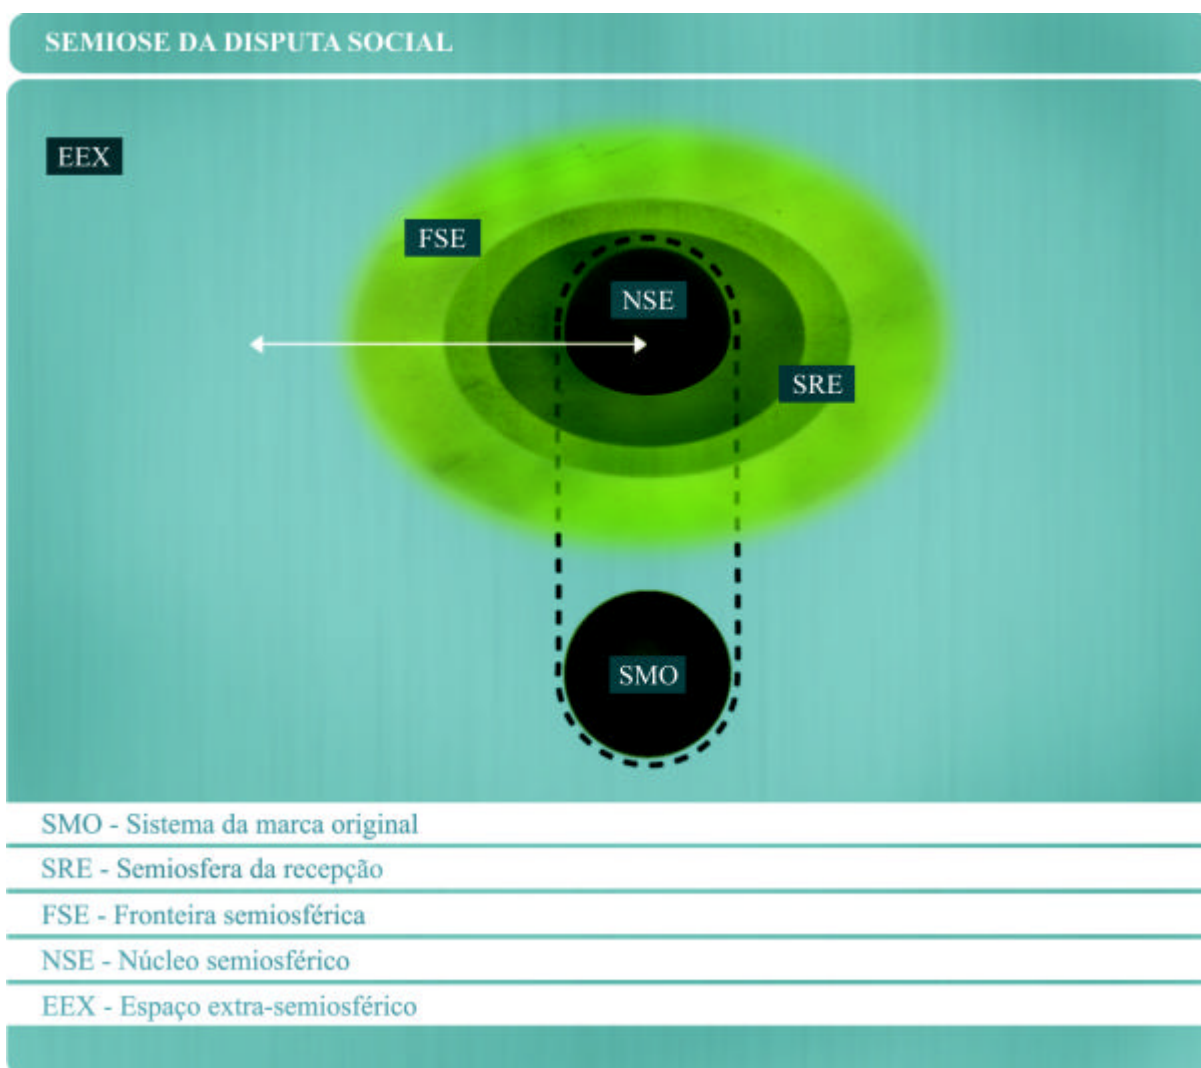 SEMIOSE DA DISPUTA SOCIAL
EEX
FSE
NSE
SRE
SMO
SMO - Sistema da marca original
SRE - Semiosfera da recepção
FSE - Fronteira semiosférica
NSE - Núcleo semiosférico
EEX - Espaço extra-semiosférico